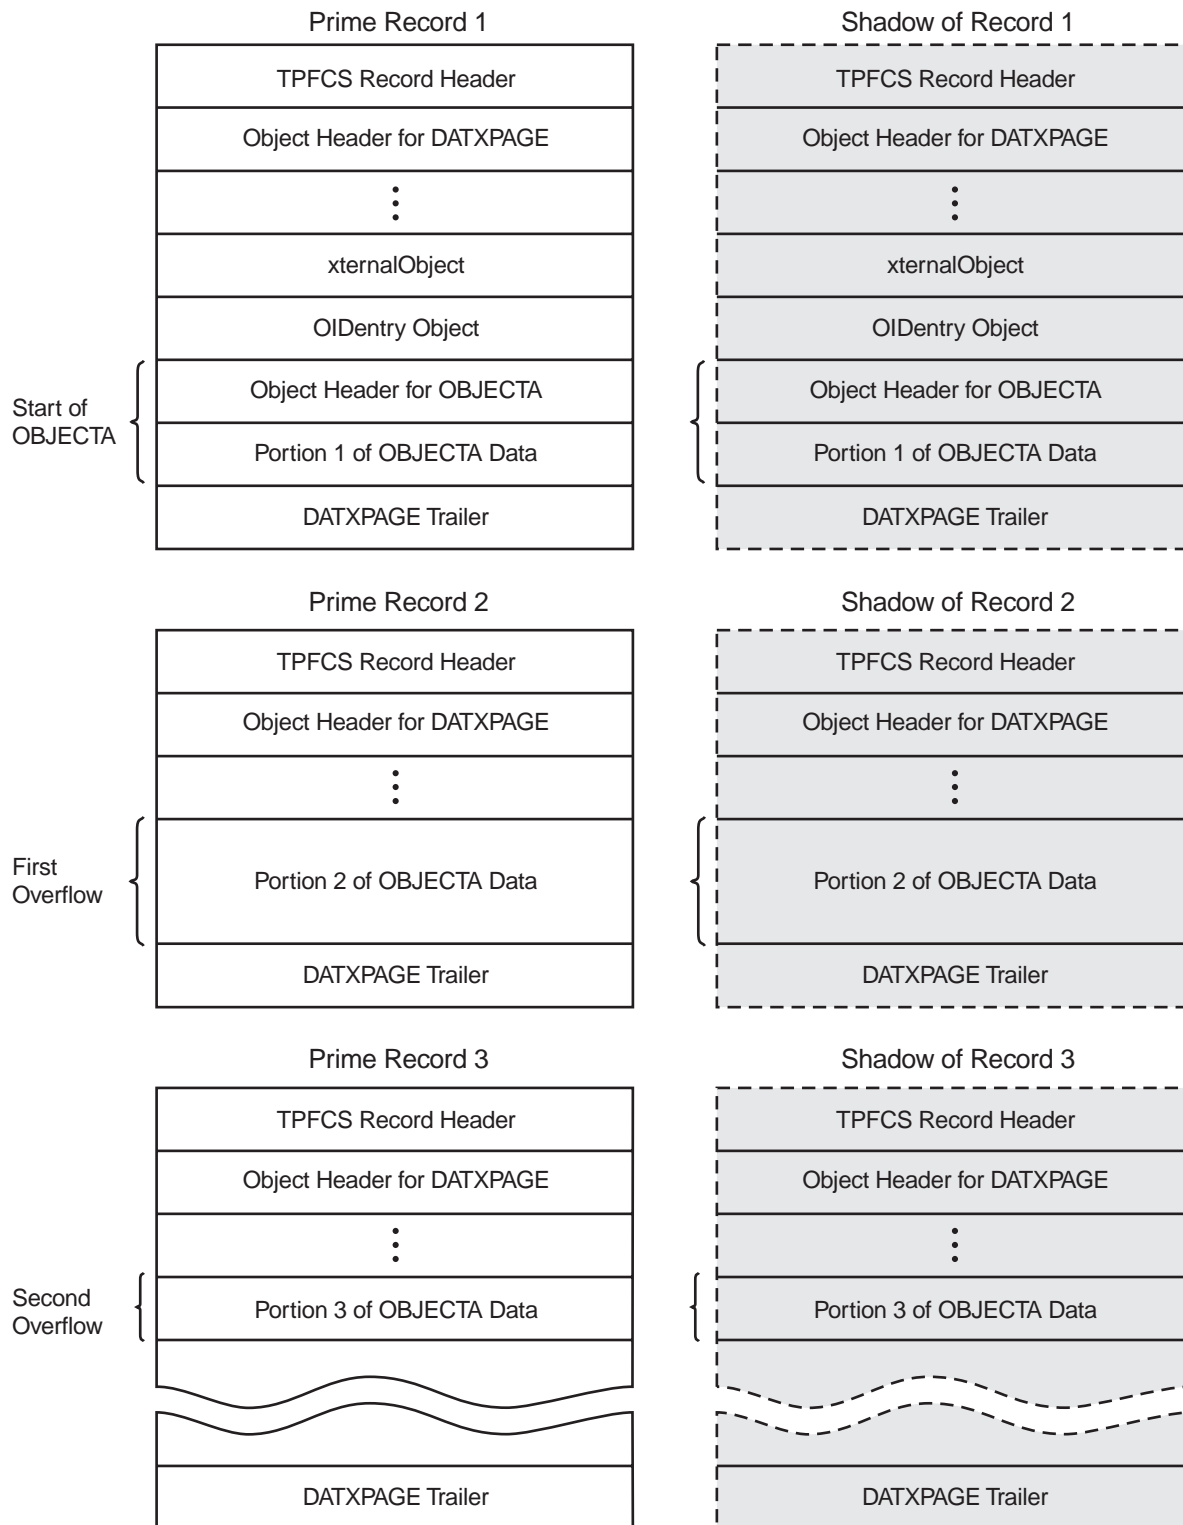 Prime Record 1
TPFCS Record Header
Object Header for DATXPAGE
xternalObject
OIDentry Object
Start of
OBJECTA
Object Header for OBJECTA
Portion 1 of OBJECTA Data
DATXPAGE Trailer
Shadow of Record 1
TPFCS Record Header
Object Header for DATXPAGE
xternalObject
OIDentry Object
Object Header for OBJECTA
Portion 1 of OBJECTA Data
DATXPAGE Trailer
Prime Record 2
TPFCS Record Header
Object Header for DATXPAGE
First
Overflow
Portion 2 of OBJECTA Data
DATXPAGE Trailer
Shadow of Record 2
TPFCS Record Header
Object Header for DATXPAGE
Portion 2 of OBJECTA Data
DATXPAGE Trailer
Prime Record 3
TPFCS Record Header
Object Header for DATXPAGE
Second
Overflow
Portion 3 of OBJECTA Data
DATXPAGE Trailer
Shadow of Record 3
TPFCS Record Header
Object Header for DATXPAGE
Portion 3 of OBJECTA Data
DATXPAGE Trailer